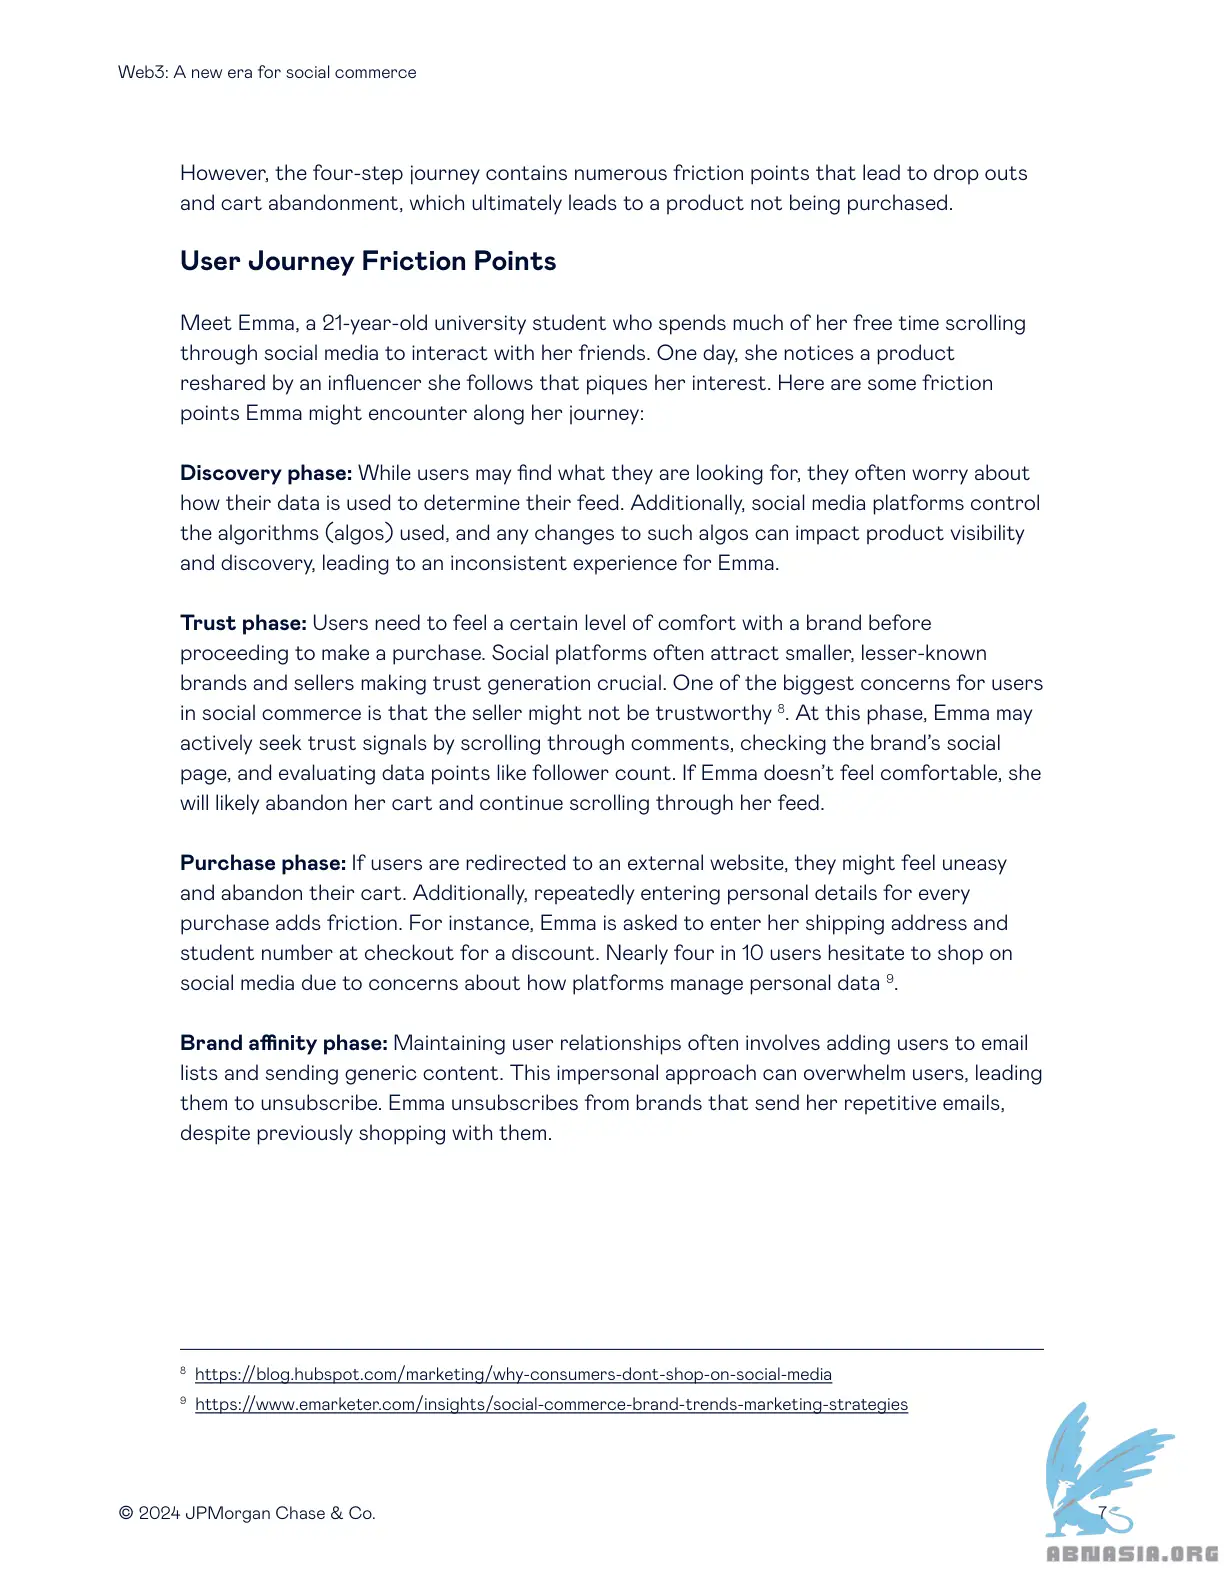 Web3: A new era for social commerce
However, the four-step journey contains numerous friction points that lead to drop outs
and cart abandonment, which ultimately leads to a product not being purchased.
User Journey Friction Points
Meet Emma, a 21-year-old university student who spends much of her free time scrolling
through social media to interact with her friends. One day, she notices a product
reshared by an influencer she follows that piques her interest. Here are some friction
points Emma might encounter along her journey:
Discovery phase: While users may find what they are looking for, they often worry about
how their data is used to determine their feed. Additionally, social media platforms control
the algorithms (algos) used, and any changes to such algos can impact product visibility
and discovery, leading to an inconsistent experience for Emma.
Trust phase: Users need to feel a certain level of comfort with a brand before
proceeding to make a purchase. Social platforms often attract smaller, lesser-known
brands and sellers making trust generation crucial. One of the biggest concerns for users
in social commerce is that the seller might not be trustworthy ⁸. At this phase, Emma may
actively seek trust signals by scrolling through comments, checking the brand’s social
page, and evaluating data points like follower count. If Emma doesn’t feel comfortable, she
will likely abandon her cart and continue scrolling through her feed.
Purchase phase: If users are redirected to an external website, they might feel uneasy
and abandon their cart. Additionally, repeatedly entering personal details for every
purchase adds friction. For instance, Emma is asked to enter her shipping address and
student number at checkout for a discount. Nearly four in 10 users hesitate to shop on
social media due to concerns about how platforms manage personal data ⁹.
Brand affinity phase: Maintaining user relationships often involves adding users to email
lists and sending generic content. This impersonal approach can overwhelm users, leading
them to unsubscribe. Emma unsubscribes from brands that send her repetitive emails,
despite previously shopping with them.
⁸ https://blog.hubspot.com/marketing/why-consumers-dont-shop-on-social-media
⁹ https://www.emarketer.com/insights/social-commerce-brand-trends-marketing-strategies
© 2024 JPMorgan Chase & Co.
7
ABNASIA.ORG